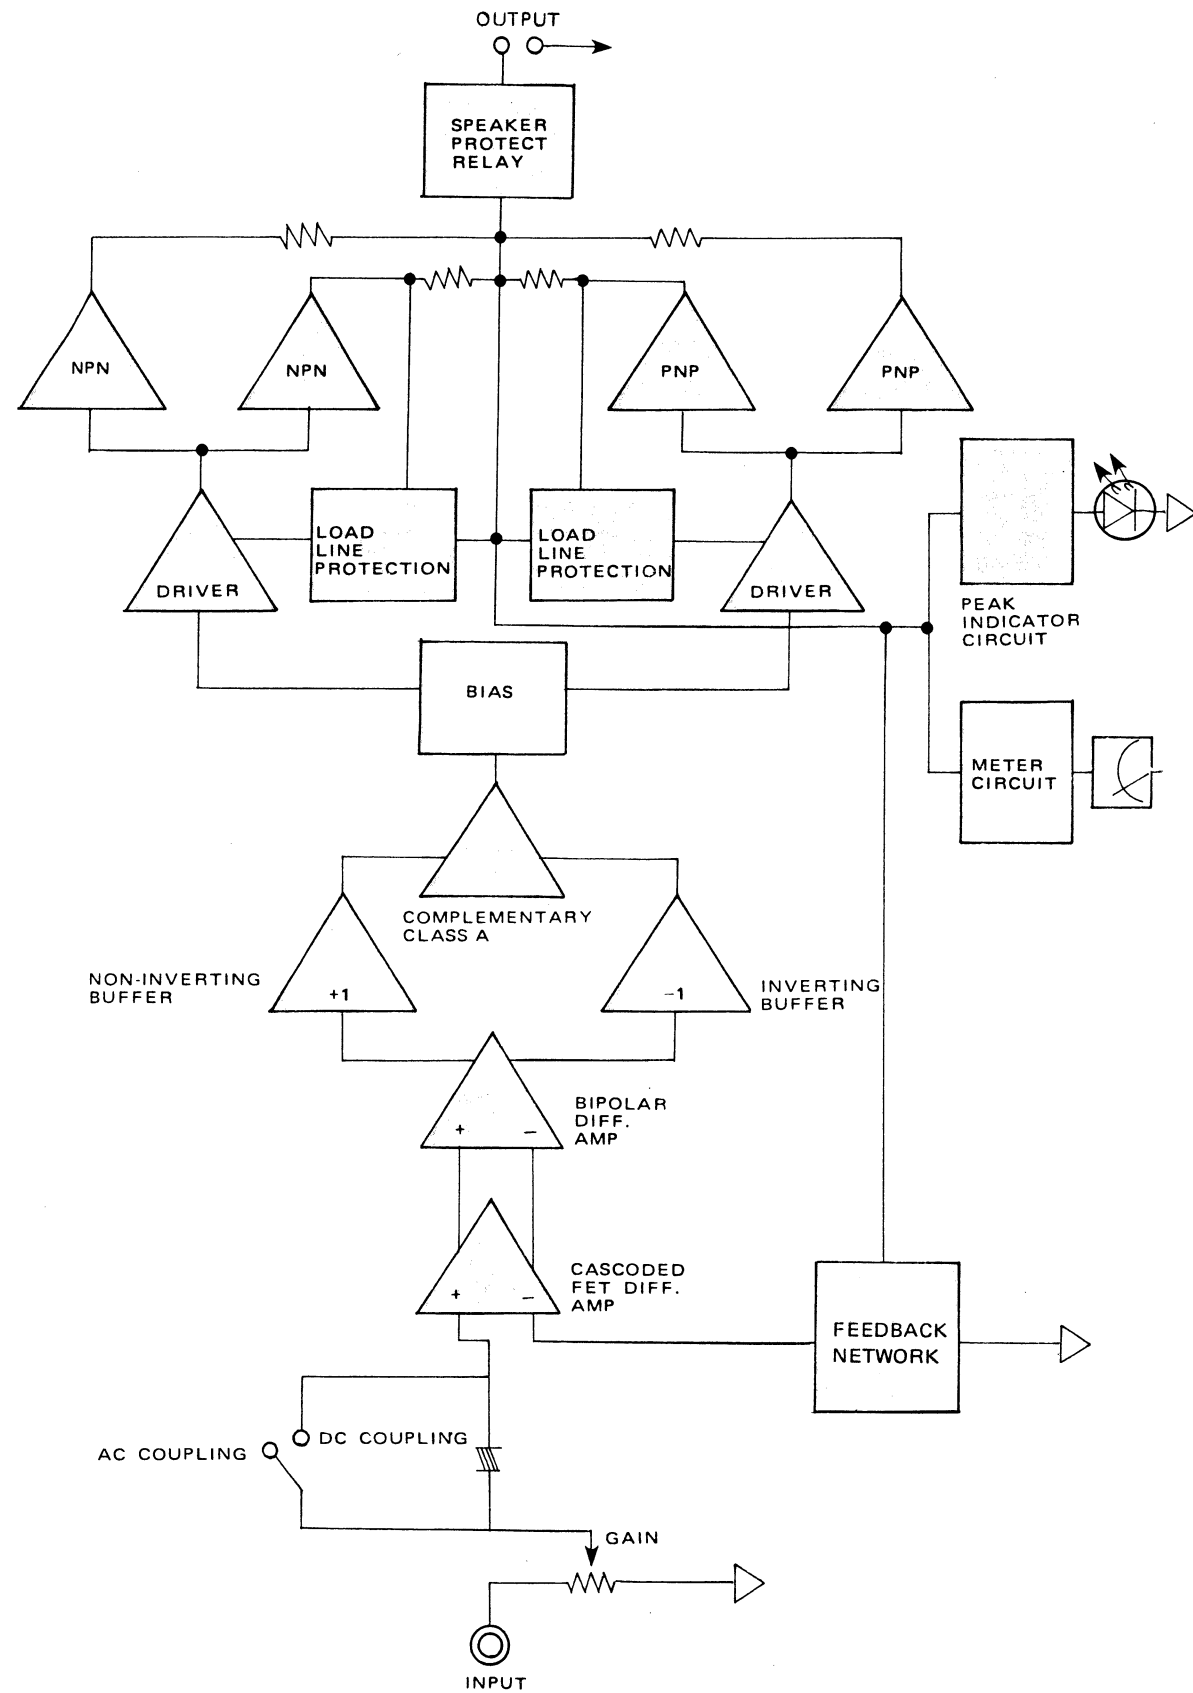 OUTPUT
SPEAKER
PROTECT
RELAY
NPN
NPN
PNP
PNP
LOAD
LINE
PROTECTION
LOAD
LINE
PROTECTION
DRIVER
DRIVER
PEAK
INDICATOR
CIRCUIT
BIAS
METER
CIRCUIT
COMPLEMENTARY
CLASS A
NON-INVERTING
BUFFER
+1
-1
INVERTING
BUFFER
BIPOLAR
DIFF.
AMP
+ −
CASCODED
FET DIFF.
AMP
+ −
FEEDBACK
NETWORK
AC COUPLING
DC COUPLING
GAIN
INPUT